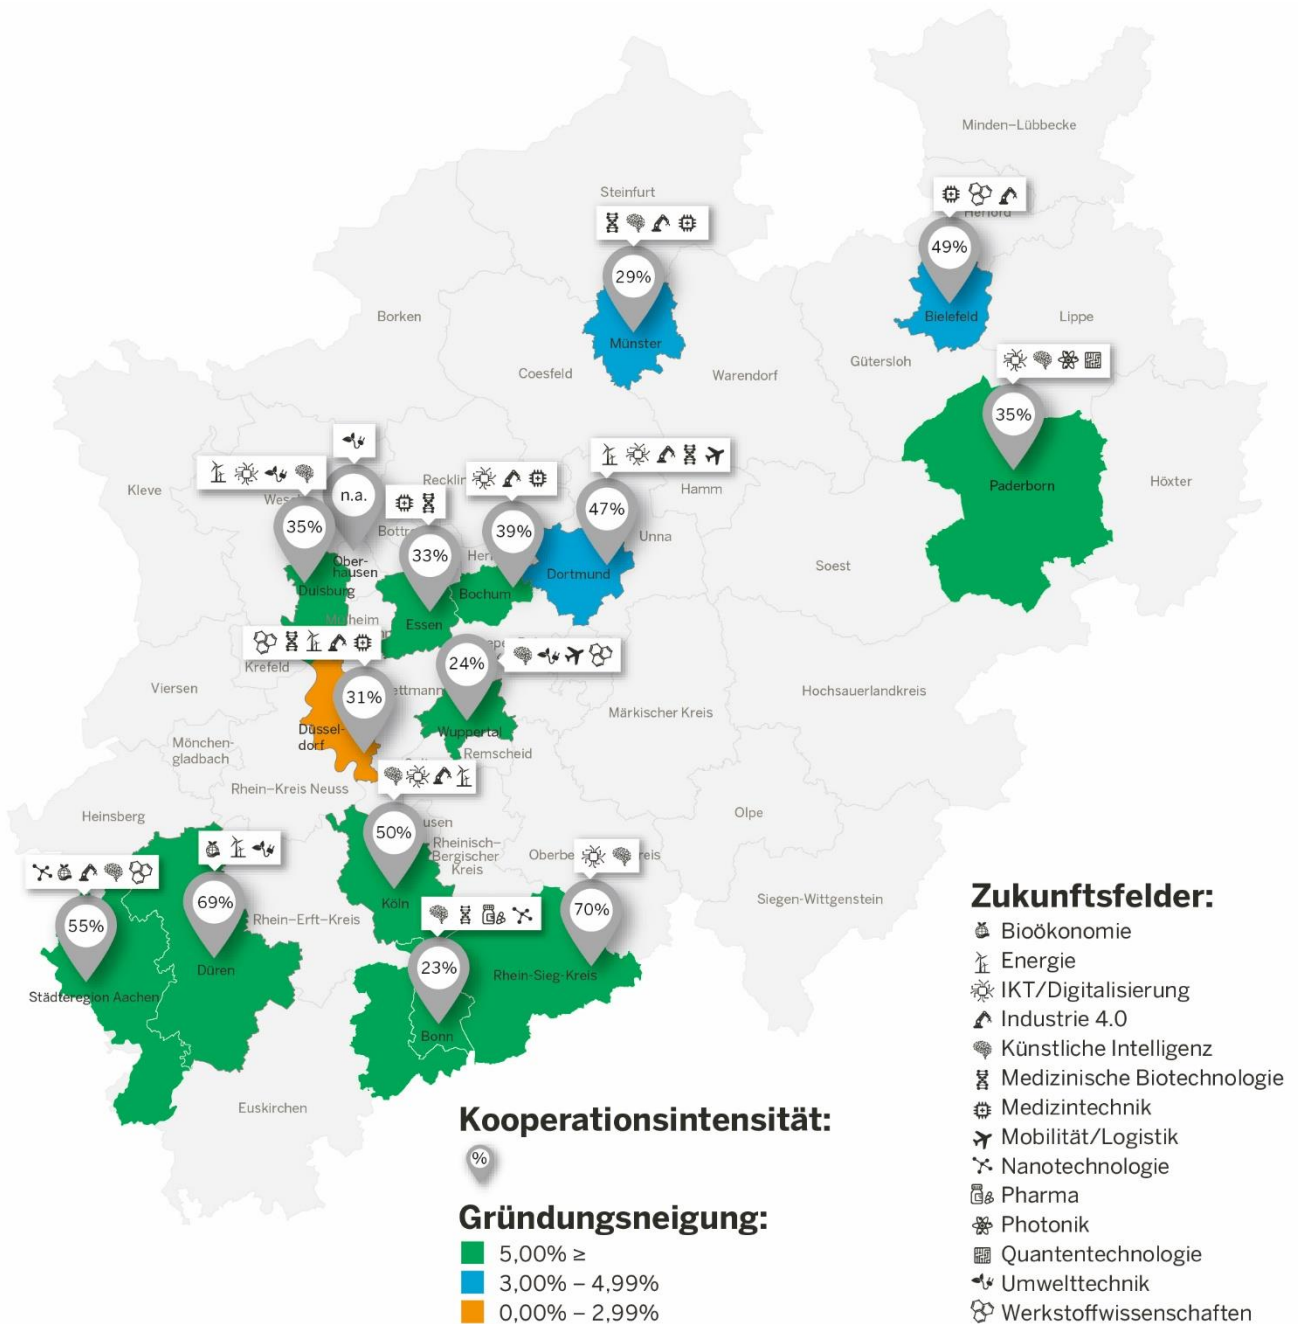 Minden–Lübbecke
Steinfurt
Herford
49%
29%
Borken
Bielefeld
Lippe
Münster
Gütersloh
Coesfeld
Warendorf
35%
Kleve
Höxter
Paderborn
Hamm
n.a.
47%
35%
39%
33%
Unna
Ober-
hausen
Soest
Dortmund
Duisburg
Bochum
Essen
Krefeld
24%
31%
Viersen
Hochsauerlandkreis
Märkischer Kreis
Düssel-
dorf
Wuppertal
Mönchen-
gladbach
Remscheid
Rhein–Kreis Neuss
Heinsberg
Olpe
50%
Rheinisch–
Bergischer
Kreis
Siegen-Wittgenstein
Köln
69%
70%
Rhein–Erft–Kreis
55%
23%
Düren
Rhein-Sieg-Kreis
Städteregion Aachen
Bonn
Euskirchen
Kooperationsintensität:
%
Gründungsneigung:
5,00% ≥
3,00% – 4,99%
0,00% – 2,99%
Zukunftsfelder:
Bioökonomie
Energie
IKT/Digitalisierung
Industrie 4.0
Künstliche Intelligenz
Medizinische Biotechnologie
Medizintechnik
Mobilität/Logistik
Nanotechnologie
Pharma
Photonik
Quantentechnologie
Umwelttechnik
Werkstoffwissenschaften